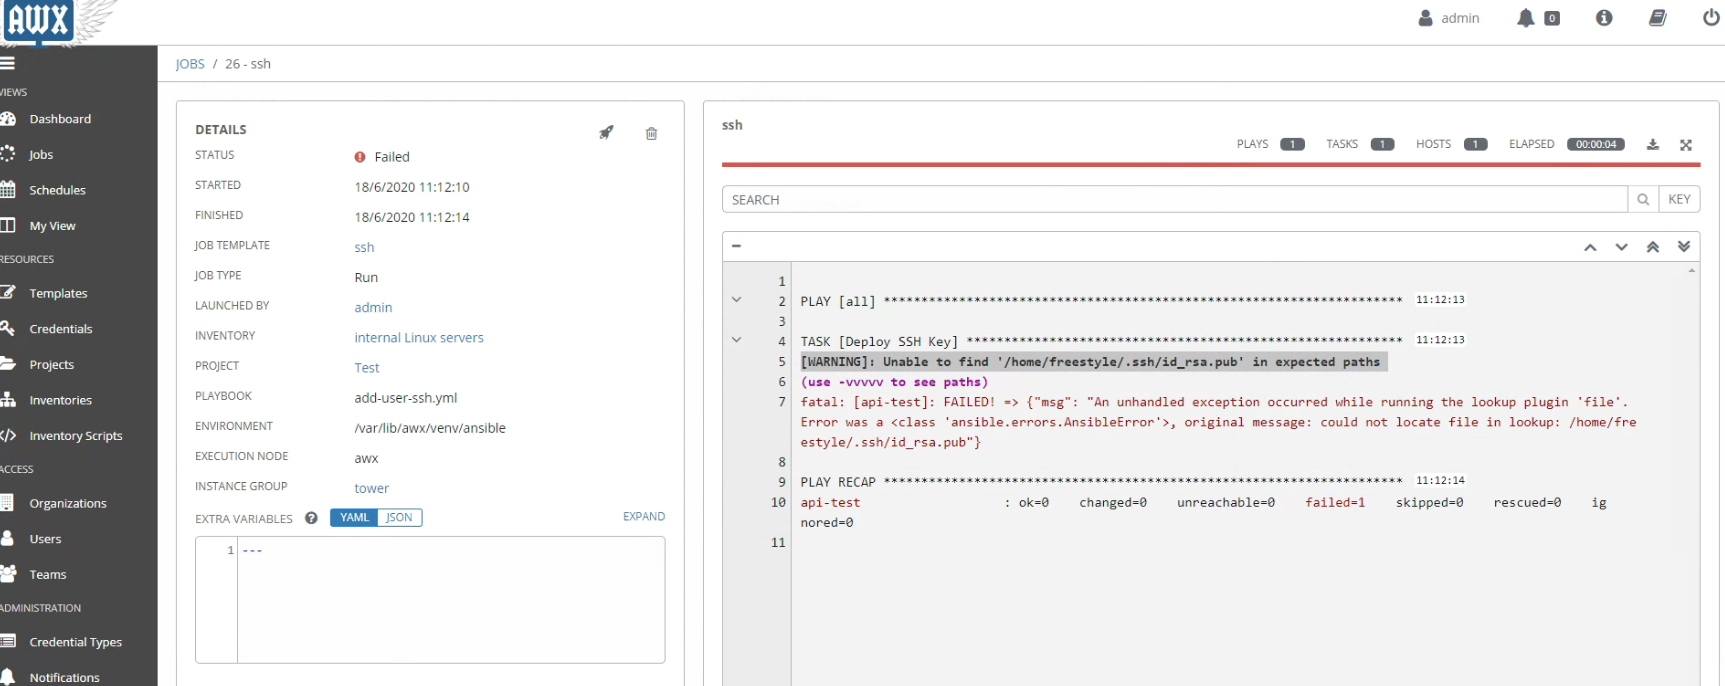 AWX
admin
0
JOBS / 26 - ssh
VIEWS
Dashboard
Jobs
Schedules
My View
RESOURCES
Templates
Credentials
Projects
Inventories
Inventory Scripts
ACCESS
Organizations
Users
Teams
ADMINISTRATION
Credential Types
Notifications
DETAILS
STATUS Failed
STARTED 18/6/2020 11:12:10
FINISHED 18/6/2020 11:12:14
JOB TEMPLATE ssh
JOB TYPE Run
LAUNCHED BY admin
INVENTORY internal Linux servers
PROJECT Test
PLAYBOOK add-user-ssh.yml
ENVIRONMENT /var/lib/awx/venv/ansible
EXECUTION NODE awx
INSTANCE GROUP tower
EXTRA VARIABLES ? YAML JSON EXPAND
1 ---
ssh
PLAYS 1 TASKS 1 HOSTS 1 ELAPSED 00:00:04
SEARCH KEY
1
2 PLAY [all] ********************************************************************* 11:12:13
3
4 TASK [Deploy SSH Key] ********************************************************** 11:12:13
5 [WARNING]: Unable to find '/home/freestyle/.ssh/id_rsa.pub' in expected paths
6 (use -vvvvv to see paths)
7 fatal: [api-test]: FAILED! => {"msg": "An unhandled exception occurred while running the lookup plugin 'file'.
Error was a <class 'ansible.errors.AnsibleError'>, original message: could not locate file in lookup: /home/fre
estyle/.ssh/id_rsa.pub"}
8
9 PLAY RECAP ********************************************************************* 11:12:14
10 api-test : ok=0 changed=0 unreachable=0 failed=1 skipped=0 rescued=0 ig
nored=0
11